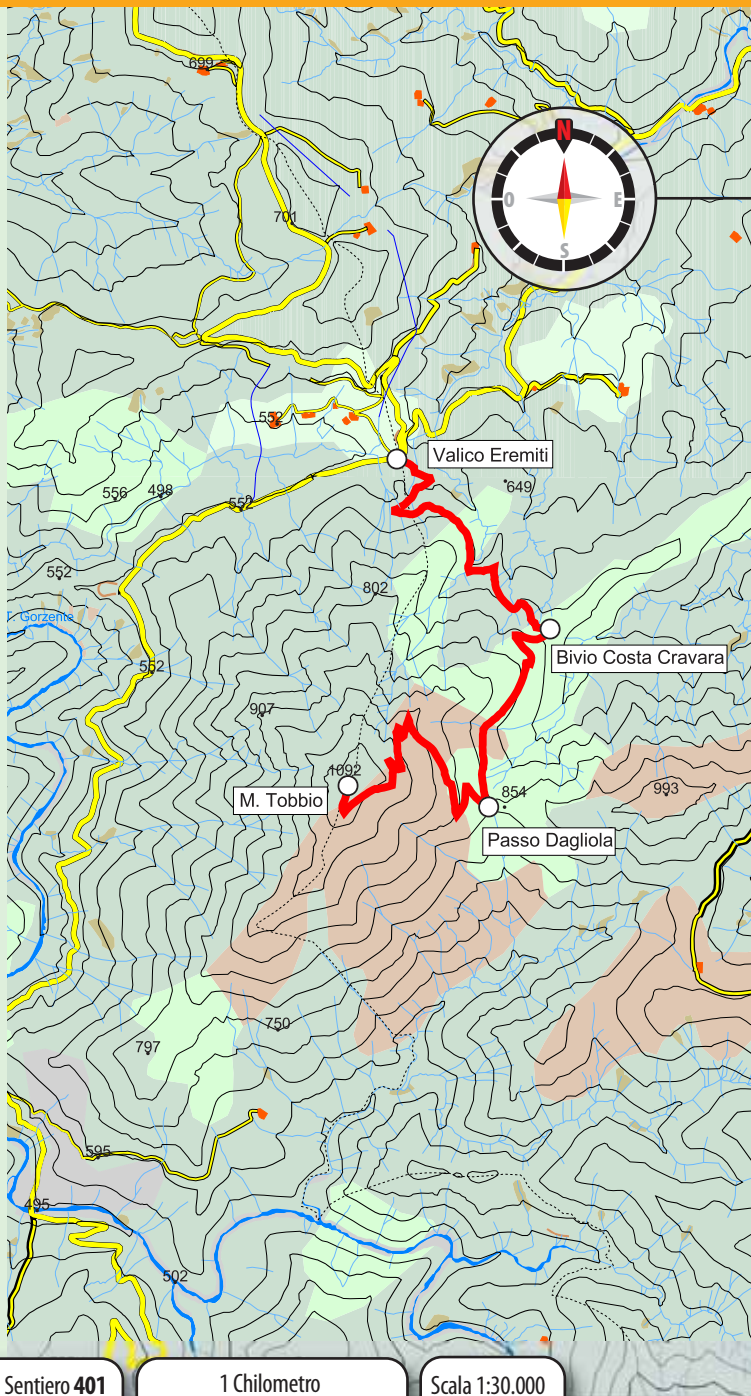 699
N
O
E
S
701
552
Valico Eremiti
649
556
498
552
552
802
T. Gorzente
Bivio Costa Cravara
552
907
1092
M. Tobbio
854
993
Passo Dagliola
750
797
595
495
502
Sentiero 401
1 Chilometro
Scala 1:30.000